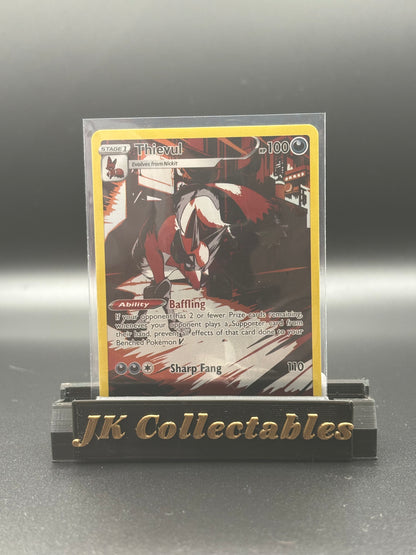 STAGE 1
Thievul
HP 100
Evolves from Nickit
Ability Baffling
If your opponent has 2 or fewer Prize cards remaining,
whenever your opponent plays a Supporter card from
their hand, prevent all effects of that card done to your
Benched Pokémon V.
Sharp Fang 110
JK Collectables